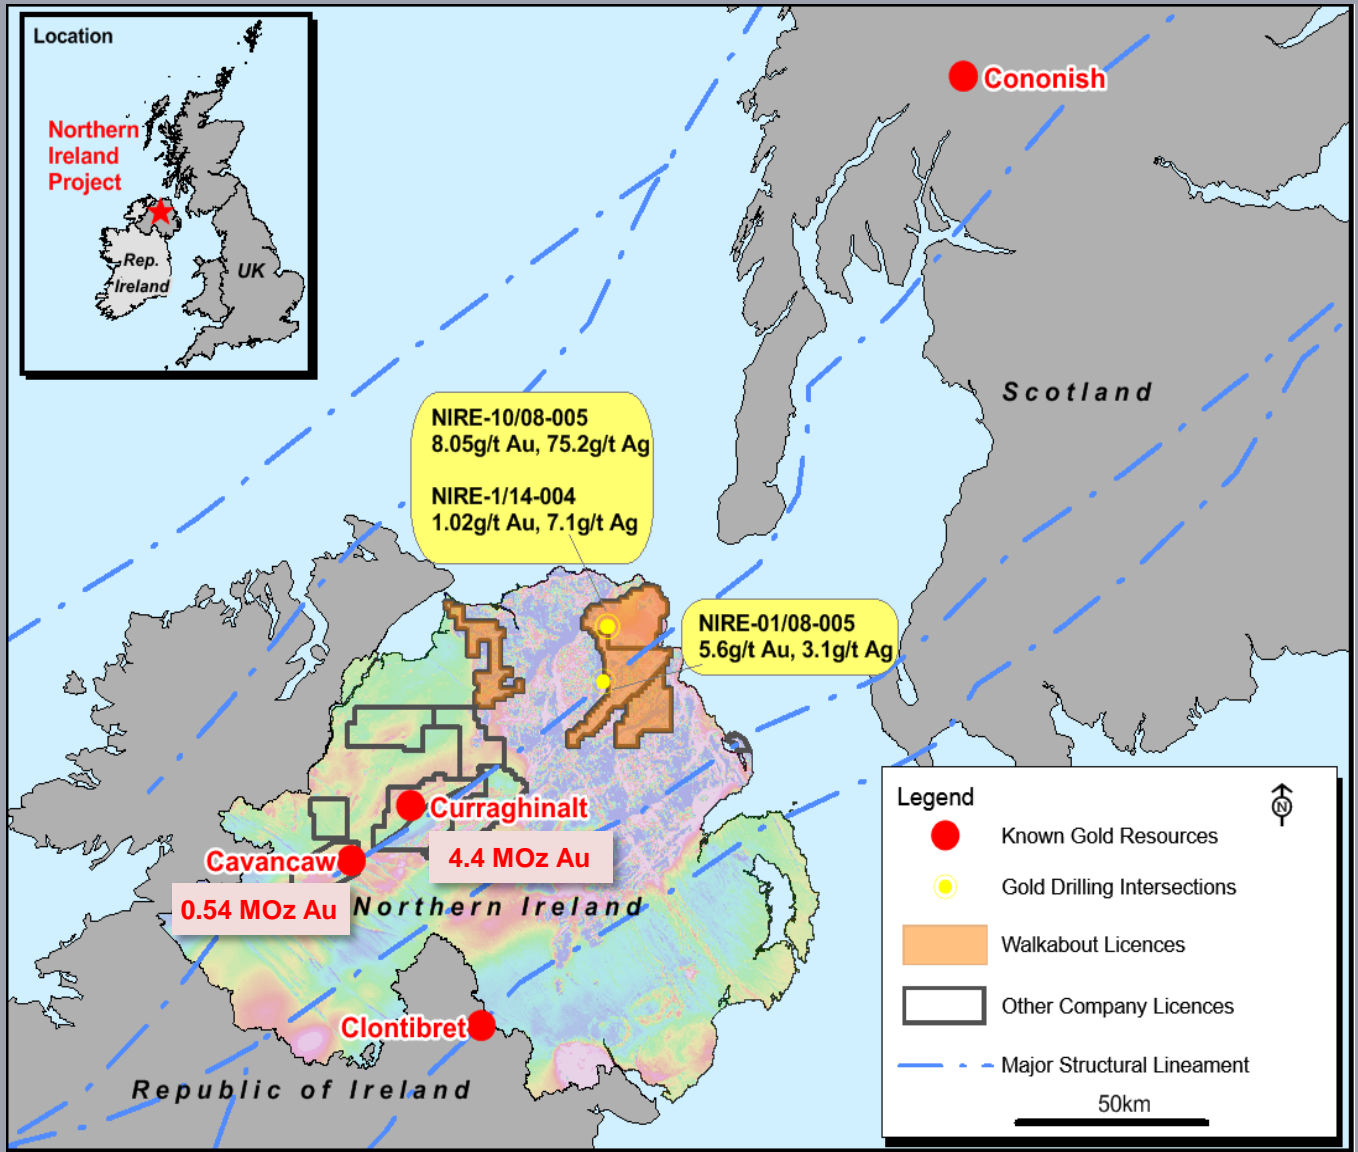 Location
Northern
Ireland
Project
Rep.
Ireland
UK
Cononish
Scotland
NIRE-10/08-005
8.05g/t Au, 75.2g/t Ag
NIRE-1/14-004
1.02g/t Au, 7.1g/t Ag
NIRE-01/08-005
5.6g/t Au, 3.1g/t Ag
Curraghinalt
4.4 MOz Au
Cavancaw
0.54 MOz Au
Northern Ireland
Clontibret
Republic of Ireland
Legend
N
Known Gold Resources
Gold Drilling Intersections
Walkabout Licences
Other Company Licences
Major Structural Lineament
50km